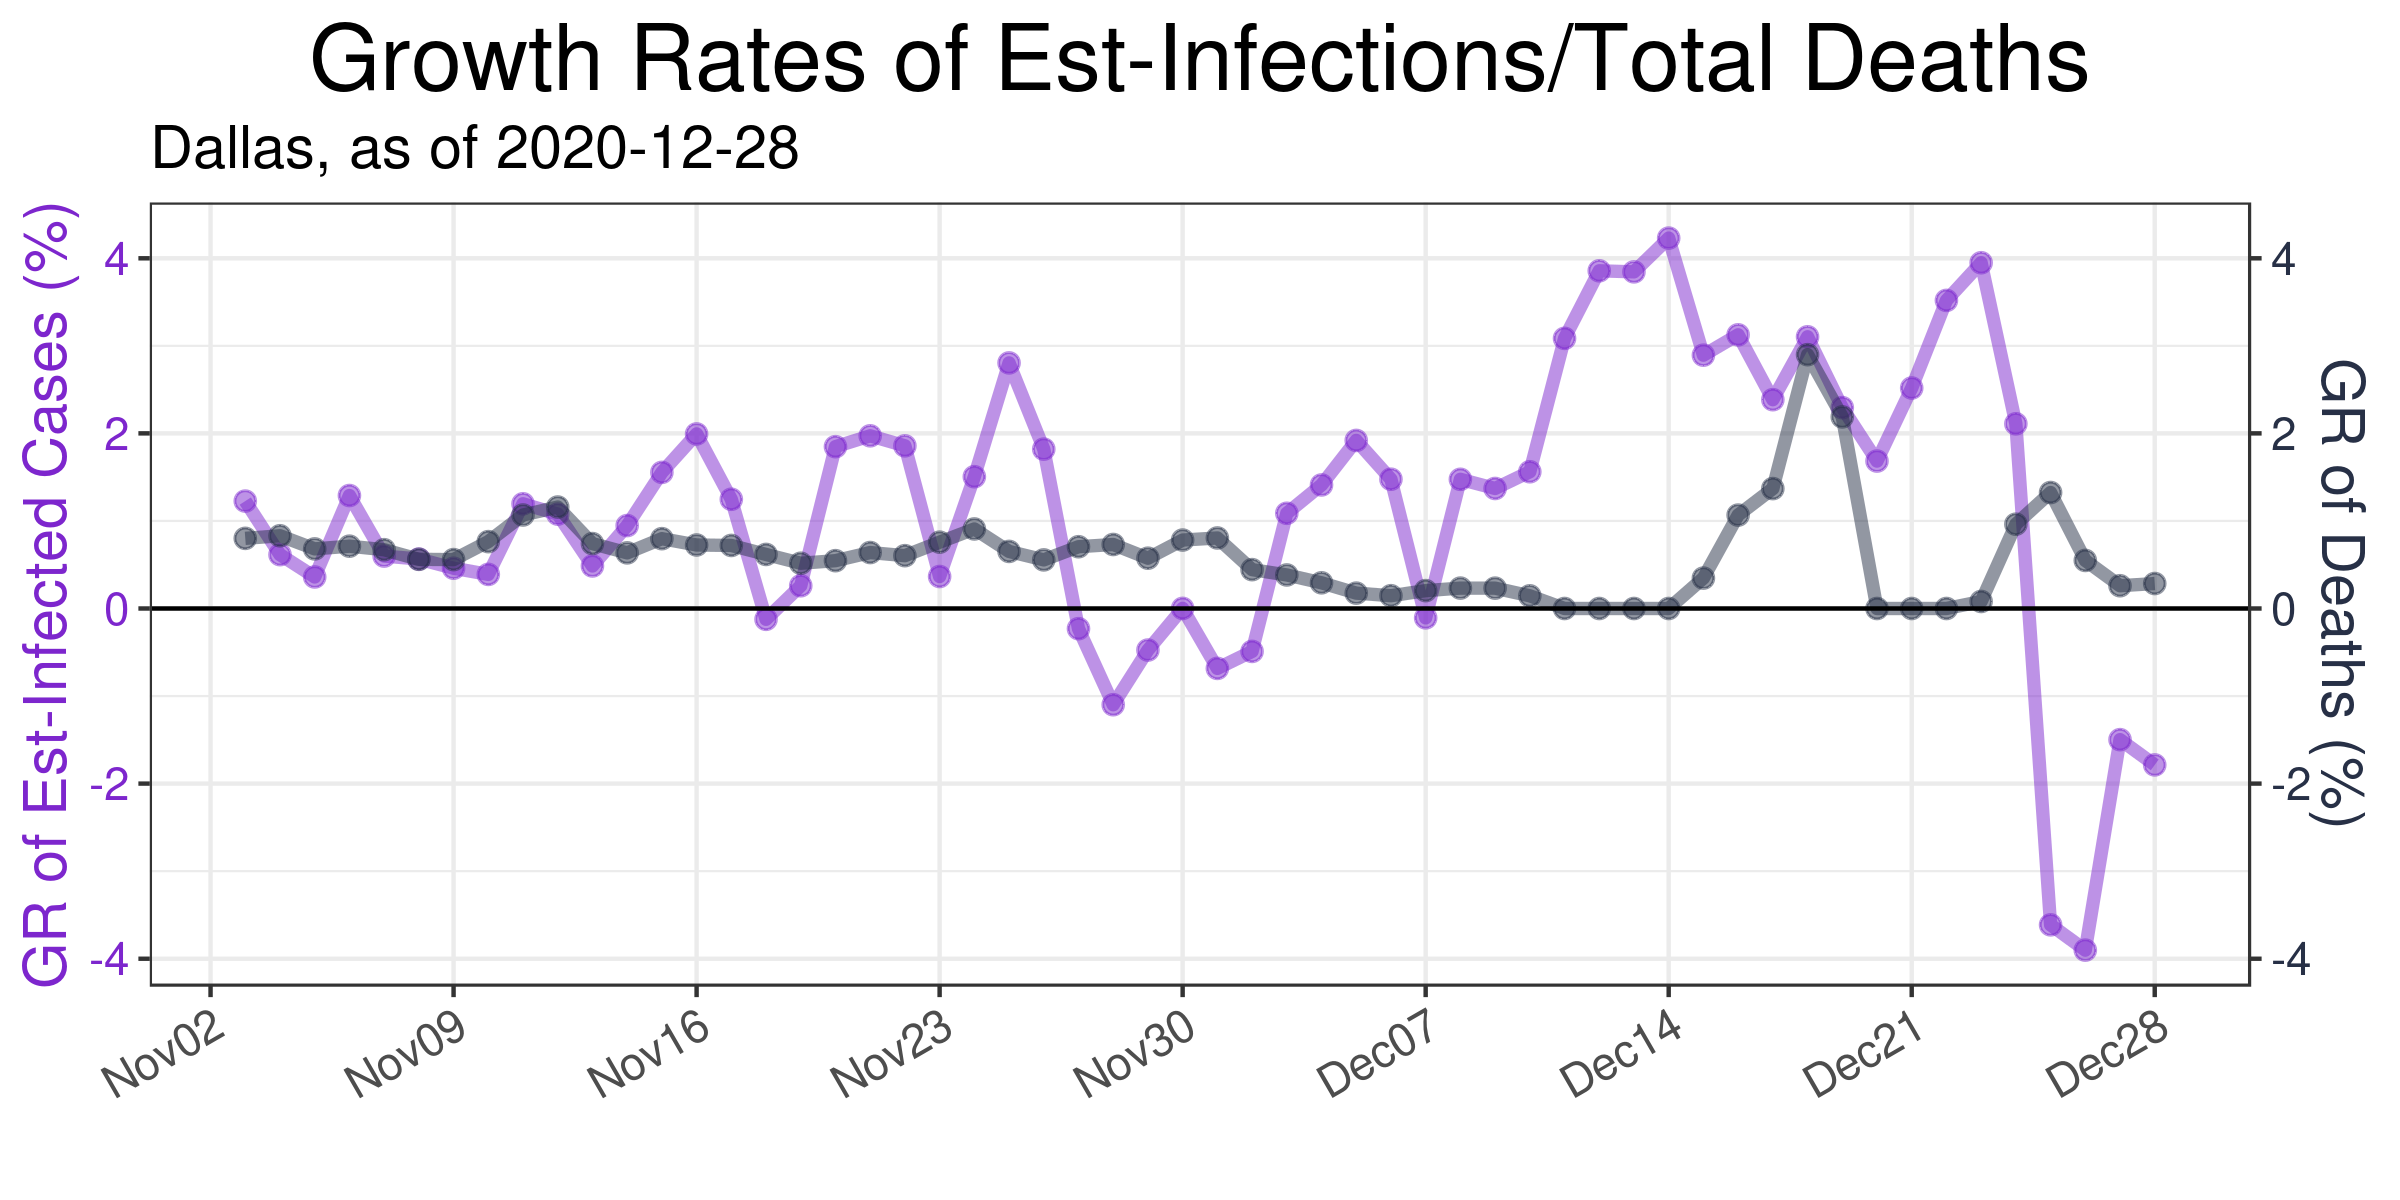 Growth Rates of Est-Infections/Total Deaths
Dallas, as of 2020-12-28
GR of Est-Infected Cases (%)
4
2
0
-2
-4
4
2
0
-2
-4
GR of Deaths (%)
Nov02
Nov09
Nov16
Nov23
Nov30
Dec07
Dec14
Dec21
Dec28